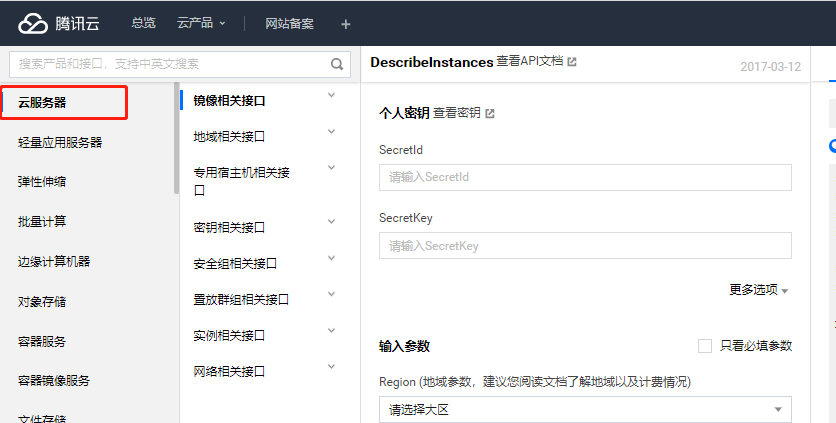 腾讯云 总览 云产品 网站备案 +
搜索产品和接口，支持中英文搜索
DescribeInstances 查看API文档
2017-03-12
云服务器
轻量应用服务器
弹性伸缩
批量计算
边缘计算机器
对象存储
容器服务
容器镜像服务
文件存储
镜像相关接口
地域相关接口
专用宿主机相关接
口
密钥相关接口
安全组相关接口
置放群组相关接口
实例相关接口
网络相关接口
个人密钥 查看密钥
SecretId
请输入SecretId
SecretKey
请输入SecretKey
更多选项
输入参数
只看必填参数
Region (地域参数，建议您阅读文档了解地域以及计费情况)
请选择大区